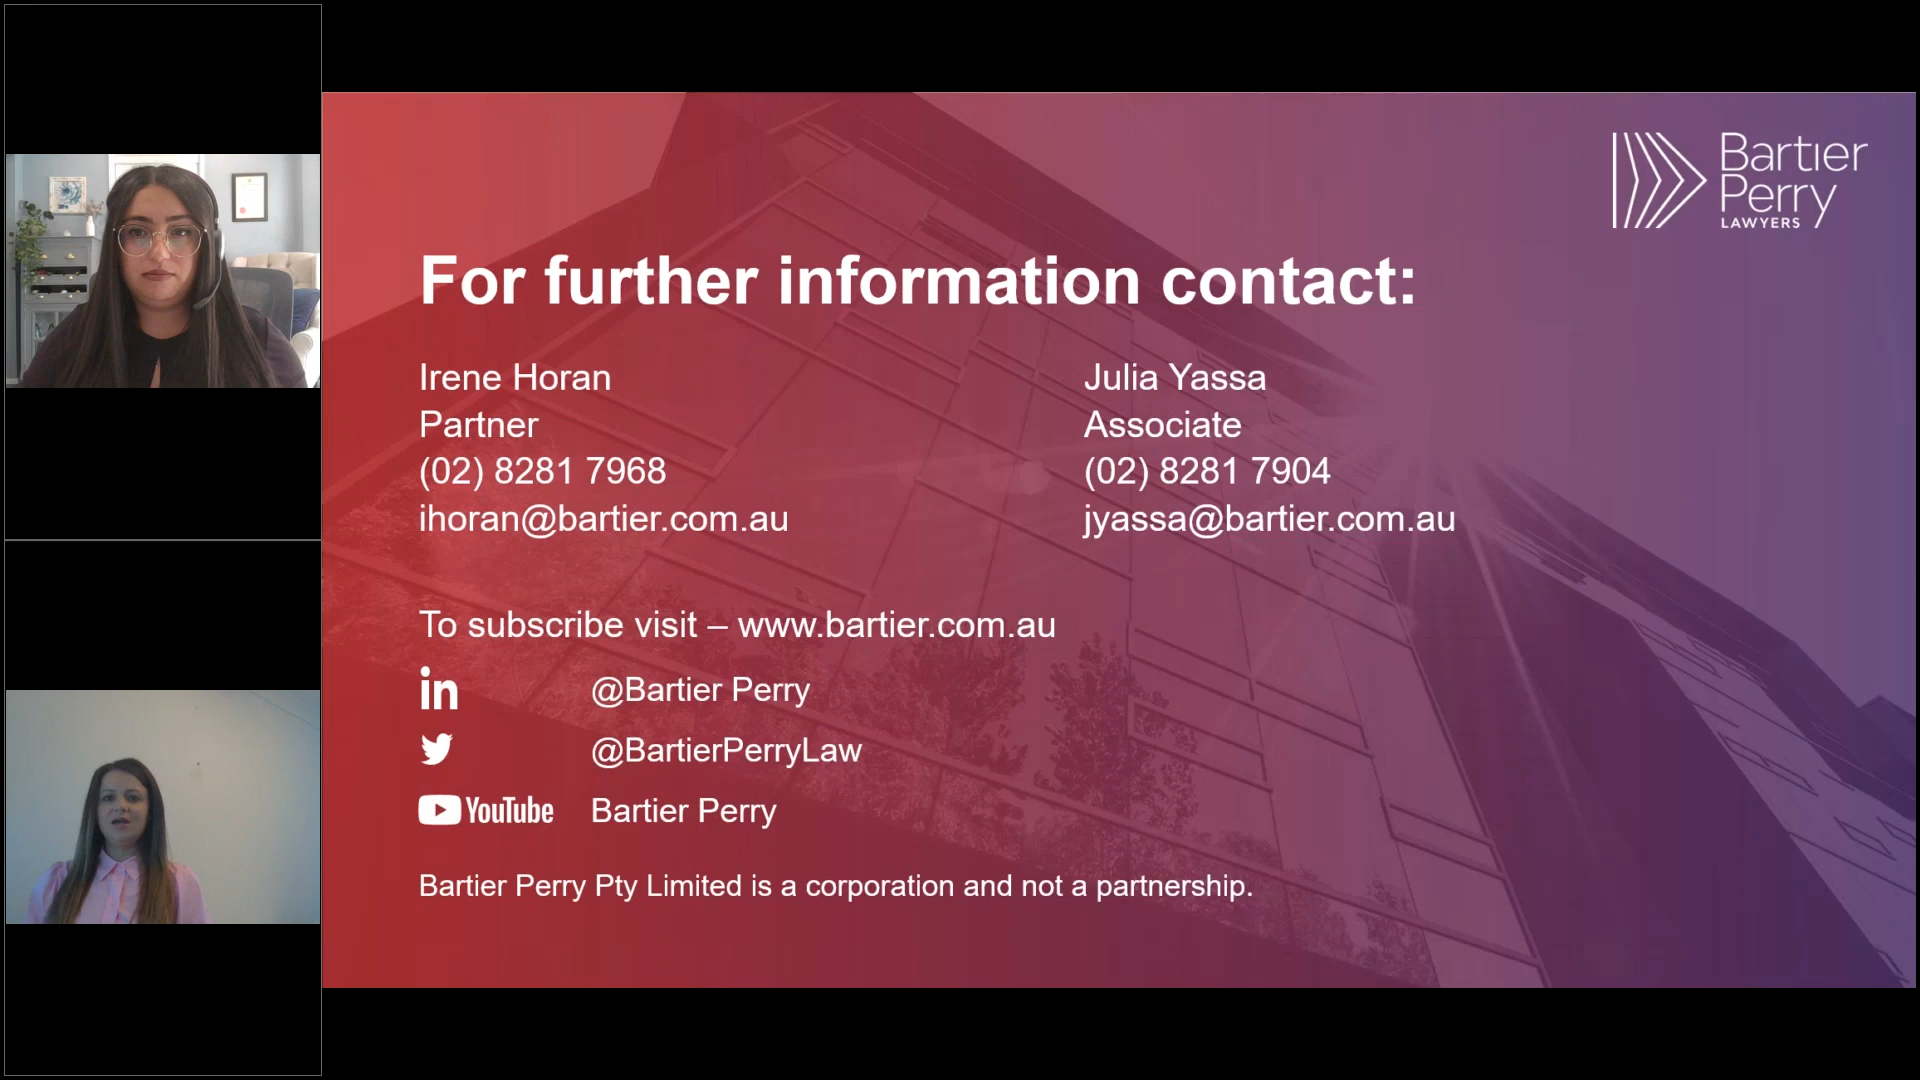 Bartier
Perry
LAWYERS
For further information contact:
Irene Horan
Partner
(02) 8281 7968
ihoran@bartier.com.au
Julia Yassa
Associate
(02) 8281 7904
jyassa@bartier.com.au
To subscribe visit – www.bartier.com.au
in @Bartier Perry
@BartierPerryLaw
YouTube Bartier Perry
Bartier Perry Pty Limited is a corporation and not a partnership.